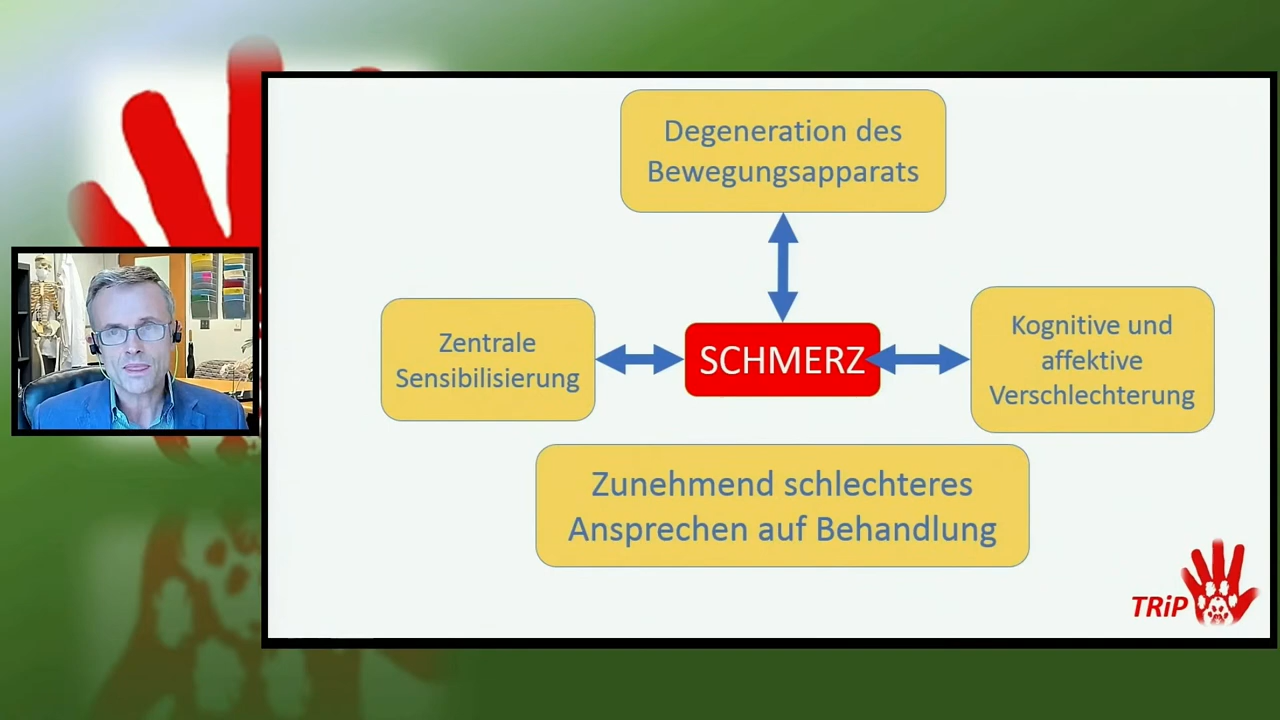 Degeneration des
Bewegungsapparats
Zentrale
Sensibilisierung
SCHMERZ
Kognitive und
affektive
Verschlechterung
Zunehmend schlechteres
Ansprechen auf Behandlung
TRiP